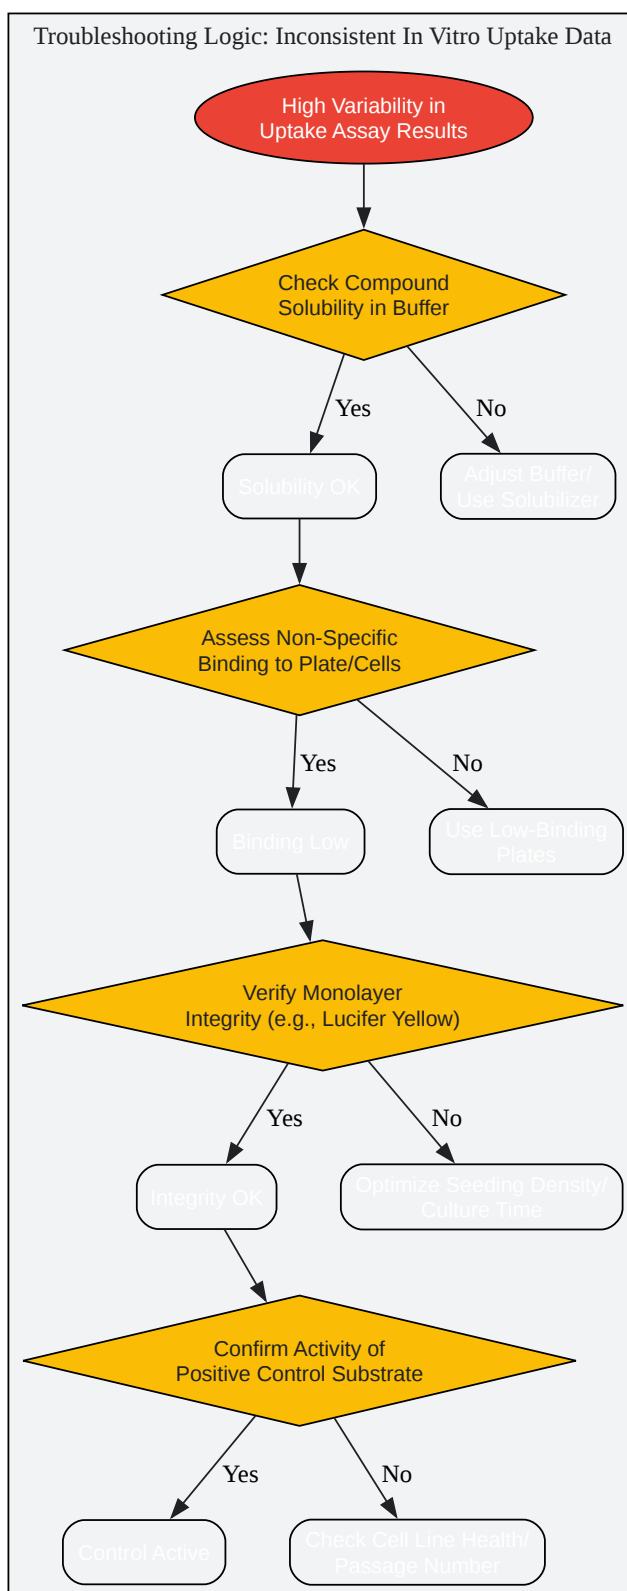 Troubleshooting Logic: Inconsistent In Vitro Uptake Data
High Variability in
Uptake Assay Results
Check Compound
Solubility in Buffer
Yes
No
Solubility OK
Adjust Buffer/
Use Solubilizer
Assess Non-Specific
Binding to Plate/Cells
Yes
No
Binding Low
Use Low-Binding
Plates
Verify Monolayer
Integrity (e.g., Lucifer Yellow)
Yes
No
Integrity OK
Optimize Seeding Density/
Culture Time
Confirm Activity of
Positive Control Substrate
Yes
No
Control Active
Check Cell Line Health/
Passage Number